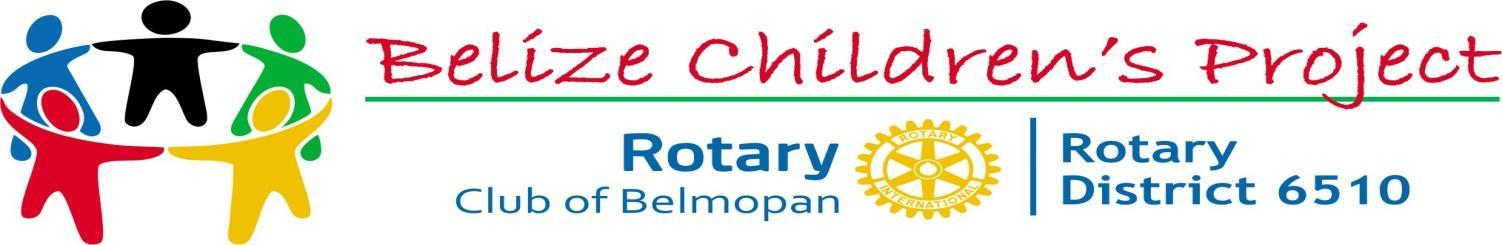 Belize Children's Project
Rotary
Club of Belmopan
ROTARY
INTERNATIONAL
Rotary
District 6510